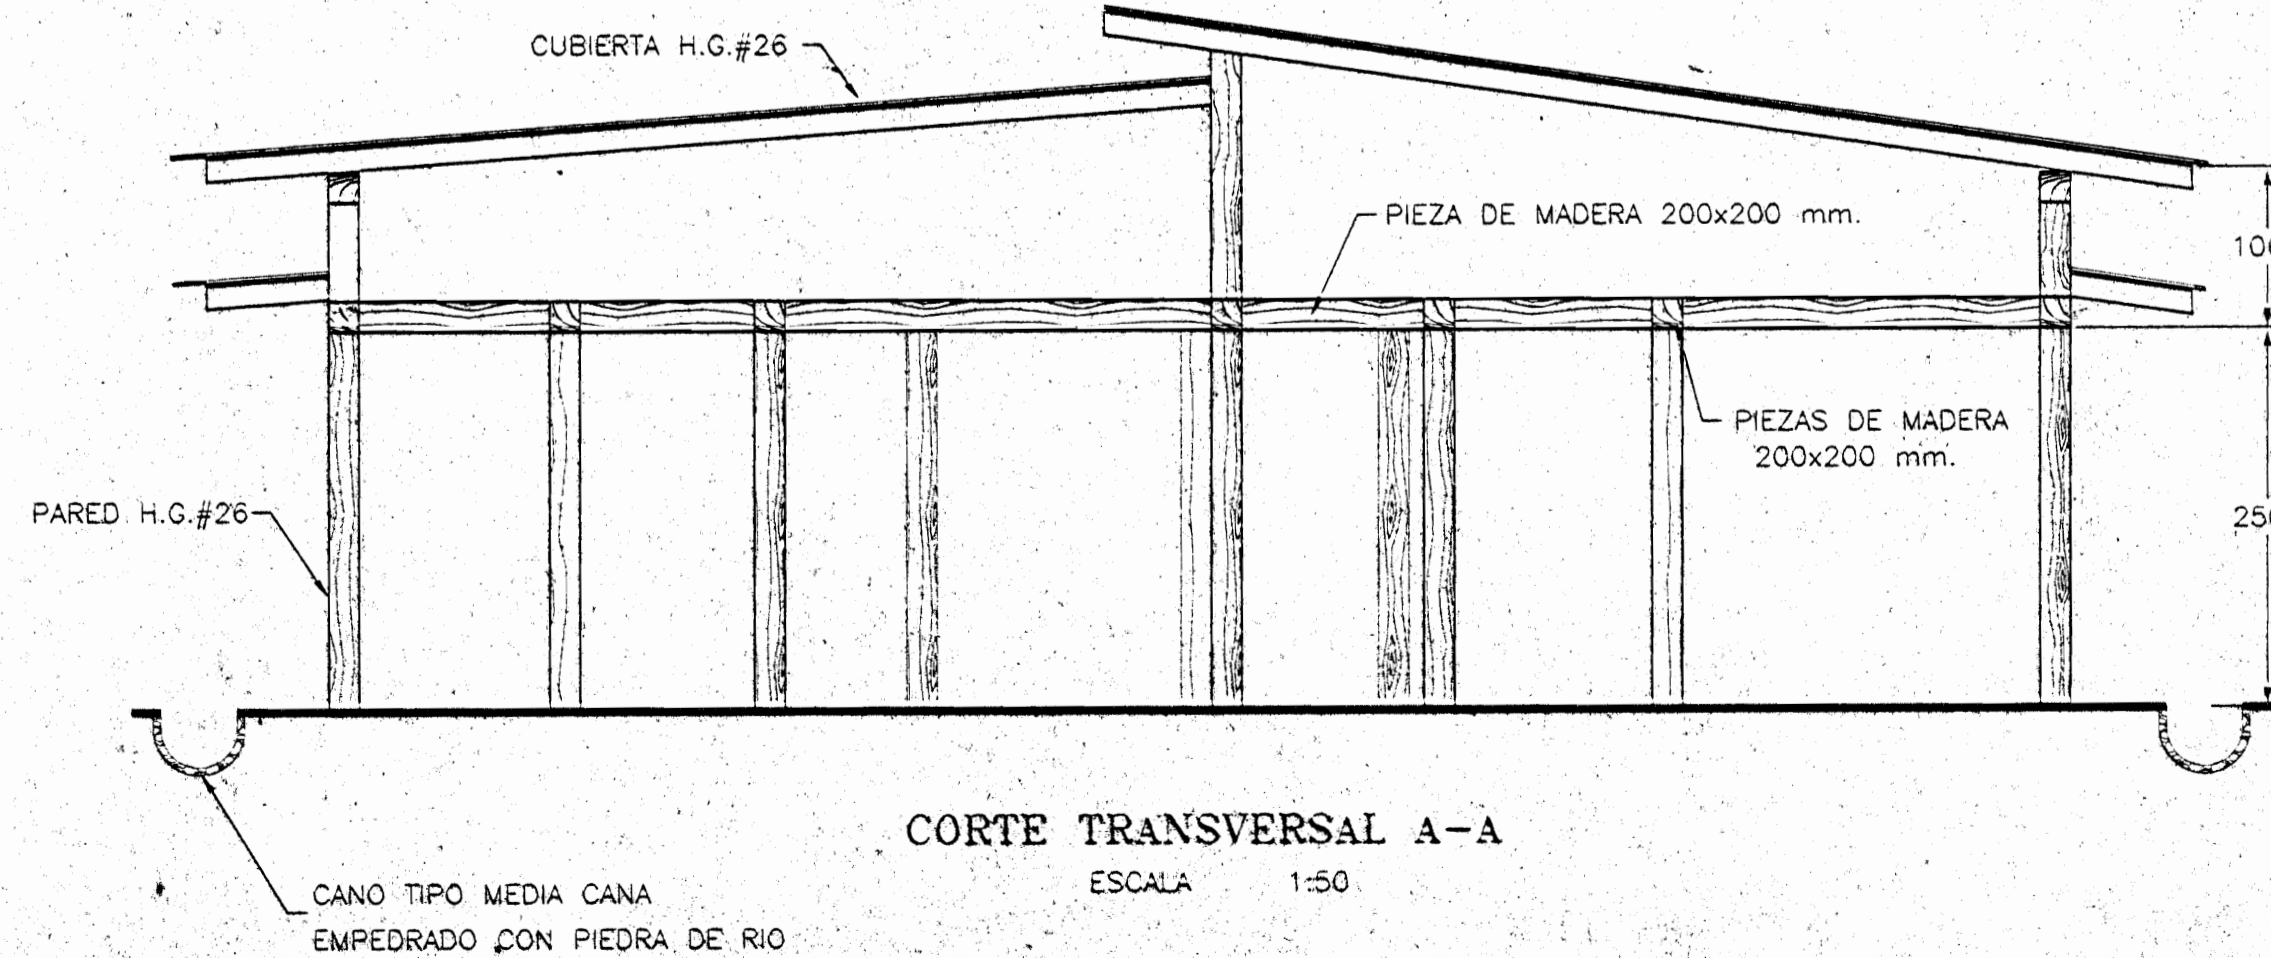 CUBIERTA H.G.#26
PIEZA DE MADERA 200x200 mm.
PIEZAS DE MADERA
200x200 mm.
PARED H.G.#26
CORTE TRANSVERSAL A-A
ESCALA 1:50
CANO TIPO MEDIA CANA
EMPEDRADO CON PIEDRA DE RIO